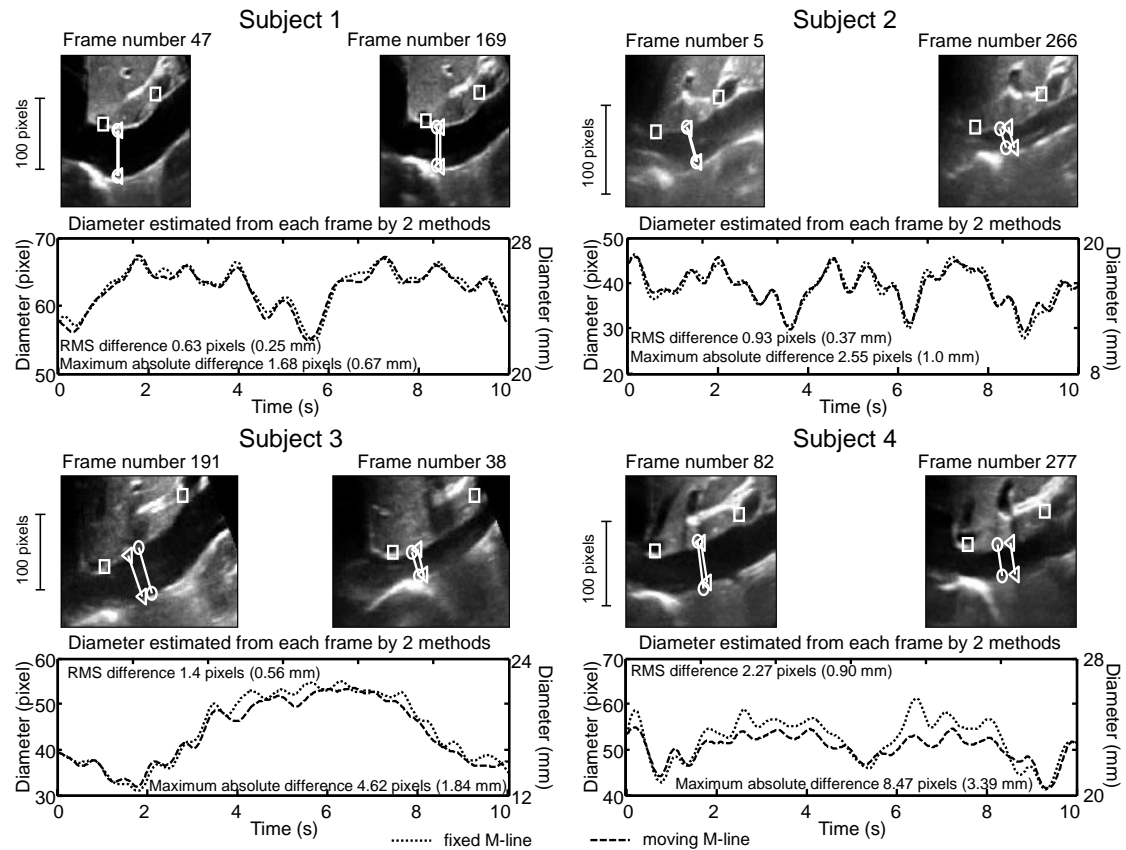 Subject 1
Frame number 47
Frame number 169
100 pixels
Diameter estimated from each frame by 2 methods
Diameter (pixel)
70
60
50
28
20
Diameter (mm)
RMS difference 0.63 pixels (0.25 mm)
Maximum absolute difference 1.68 pixels (0.67 mm)
0 2 4 6 8 10
Time (s)
Subject 2
Frame number 5
Frame number 266
100 pixels
Diameter estimated from each frame by 2 methods
Diameter (pixel)
50
40
30
20
20
8
Diameter (mm)
RMS difference 0.93 pixels (0.37 mm)
Maximum absolute difference 2.55 pixels (1.0 mm)
0 2 4 6 8 10
Time (s)
Subject 3
Frame number 191
Frame number 38
100 pixels
Diameter estimated from each frame by 2 methods
Diameter (pixel)
60
50
40
30
24
12
Diameter (mm)
RMS difference 1.4 pixels (0.56 mm)
Maximum absolute difference 4.62 pixels (1.84 mm)
0 2 4 6 8 10
Time (s)
Subject 4
Frame number 82
Frame number 277
100 pixels
Diameter estimated from each frame by 2 methods
Diameter (pixel)
70
60
50
40
28
20
Diameter (mm)
RMS difference 2.27 pixels (0.90 mm)
Maximum absolute difference 8.47 pixels (3.39 mm)
0 2 4 6 8 10
Time (s)
fixed M-line
moving M-line